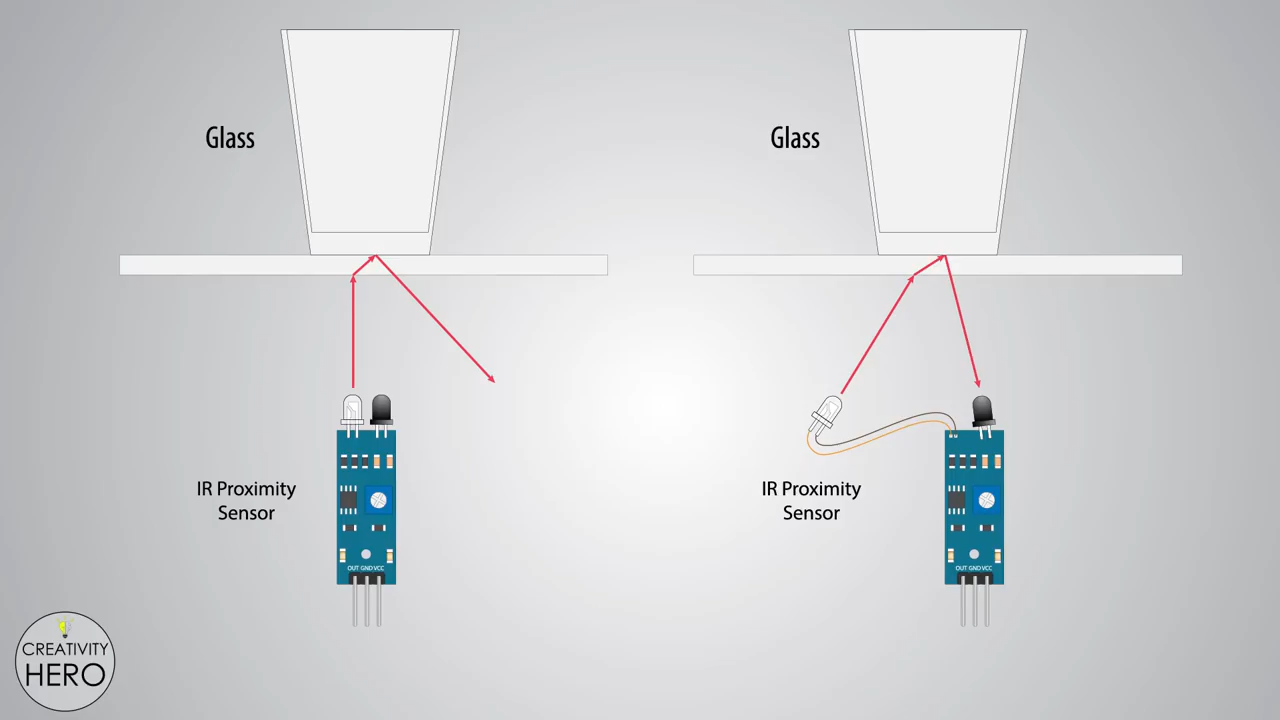 Glass
Glass
IR Proximity
Sensor
OUT GND VCC
IR Proximity
Sensor
OUT GND VCC
CREATIVITY
HERO